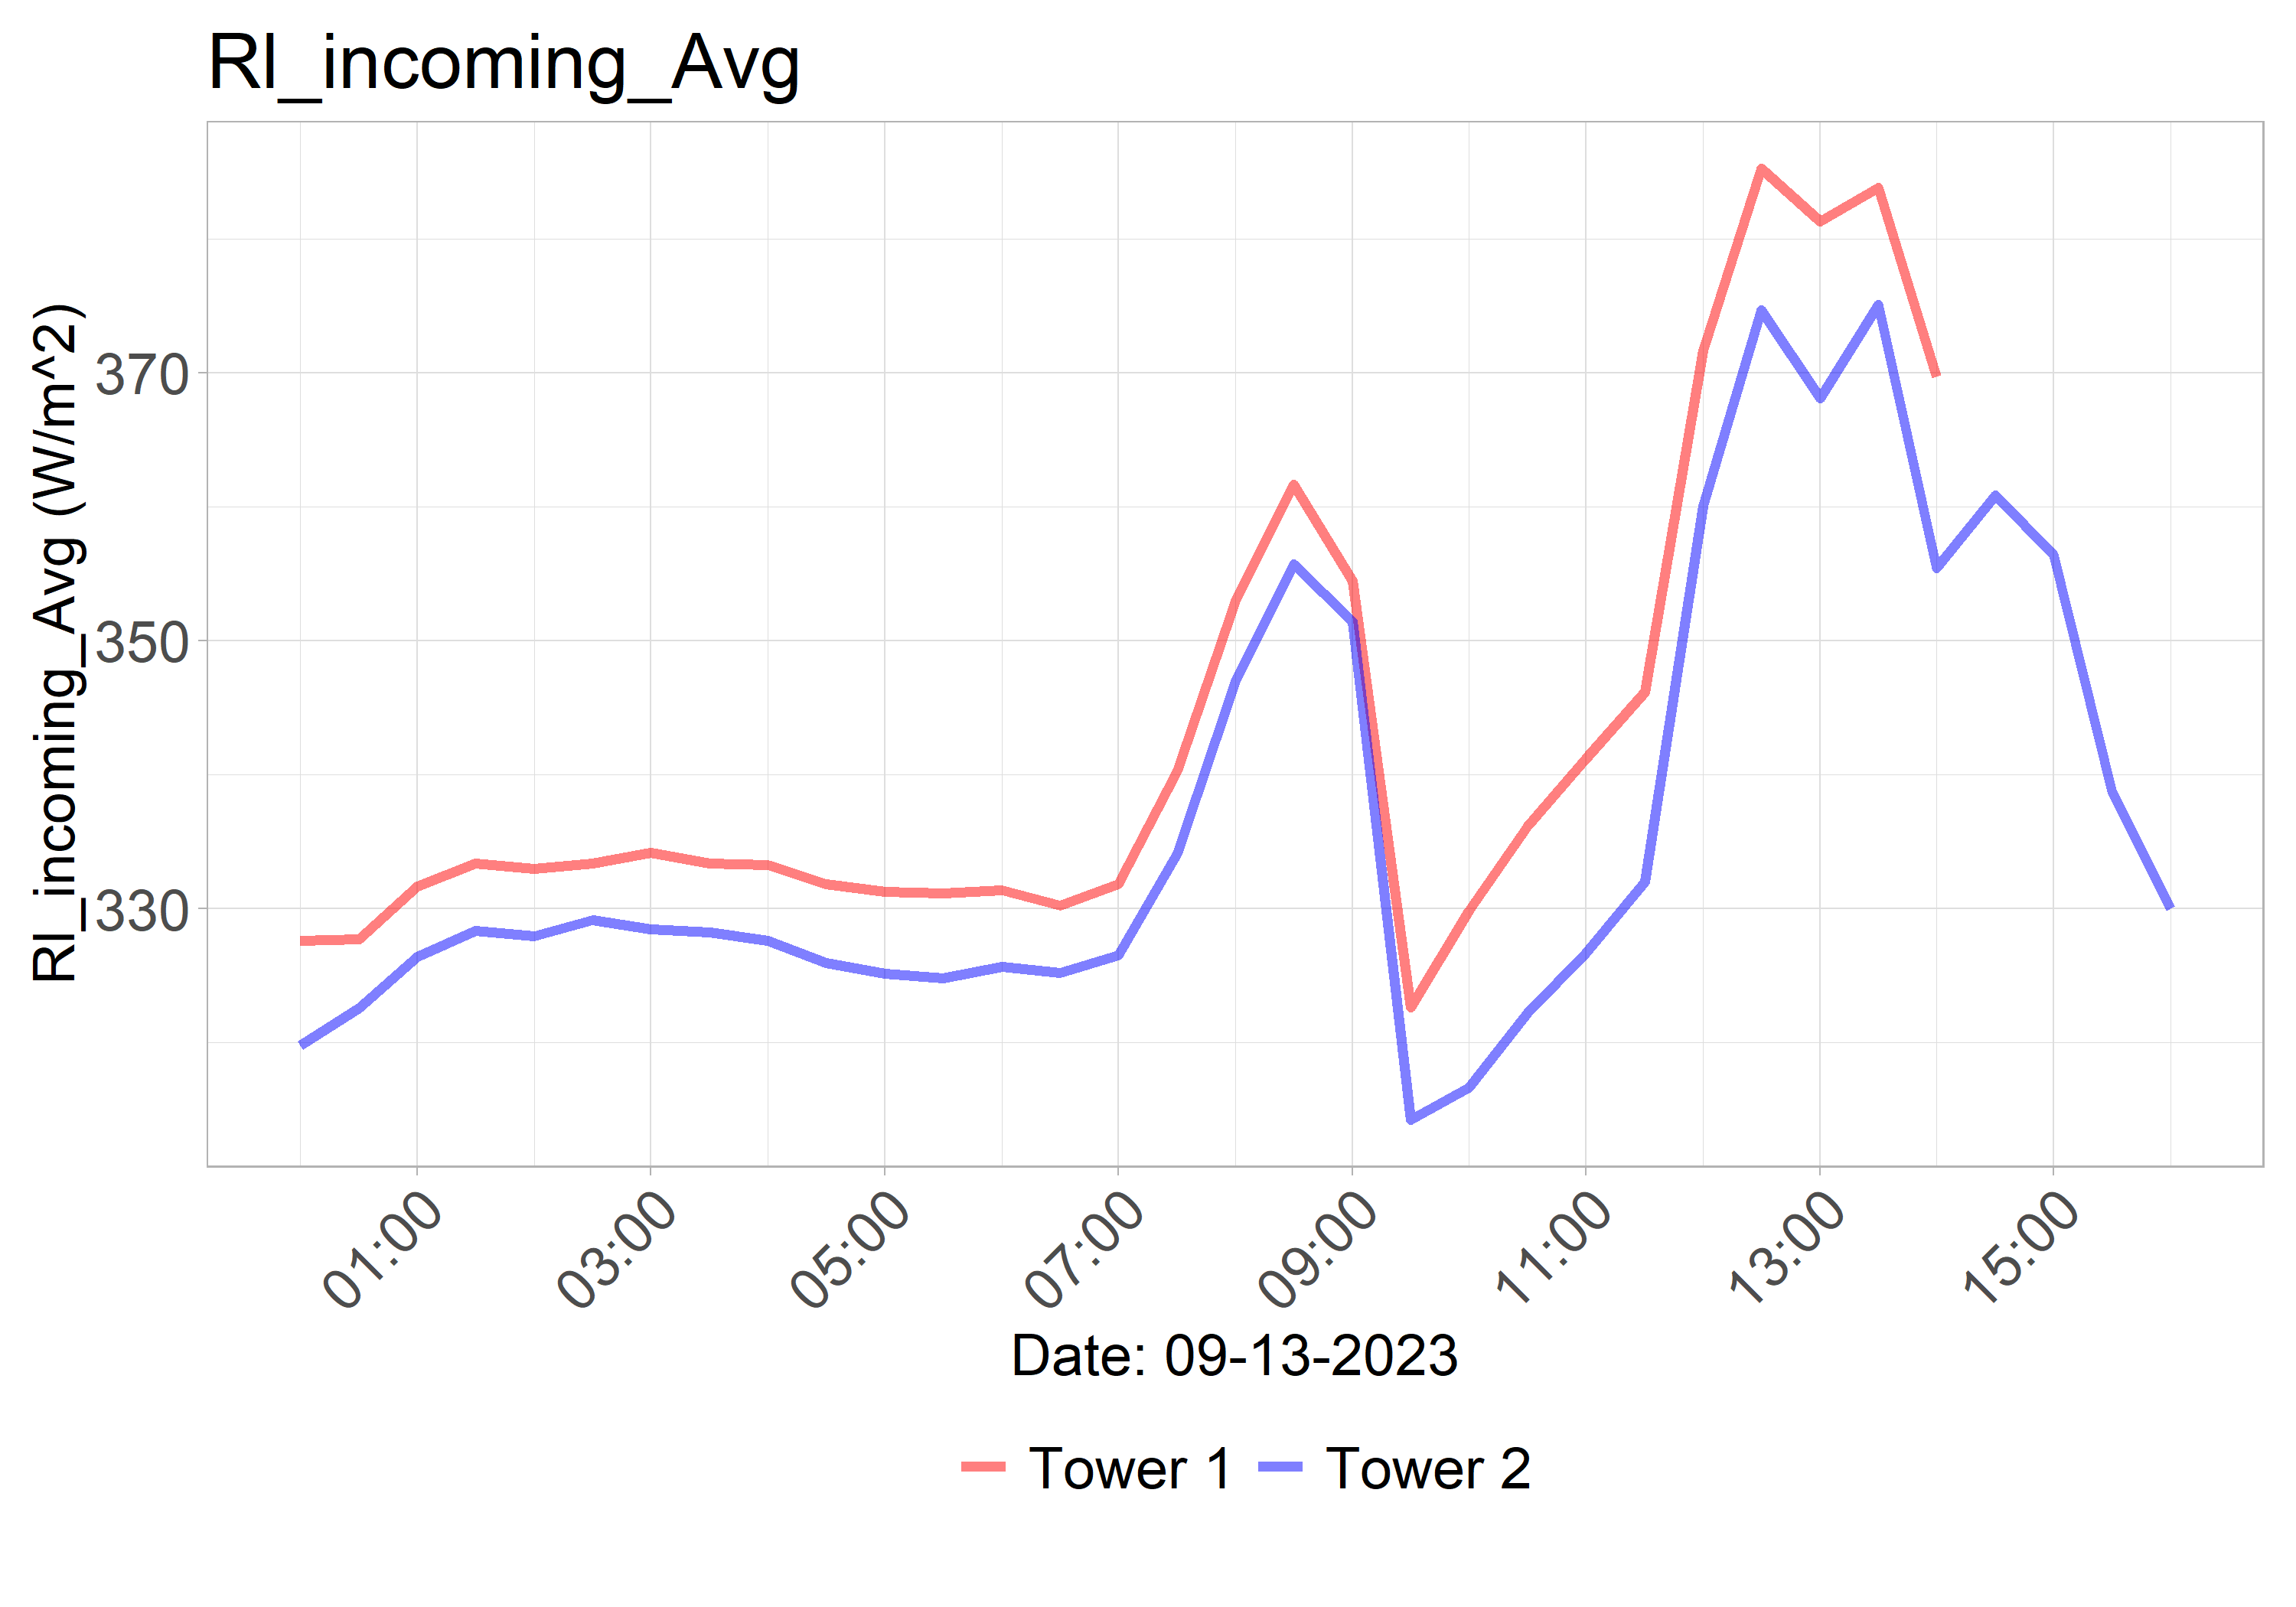 Rl_incoming_Avg
Rl_incoming_Avg (W/m^2)
370
350
330
01:00
03:00
05:00
07:00
09:00
11:00
13:00
15:00
Date: 09-13-2023
Tower 1
Tower 2